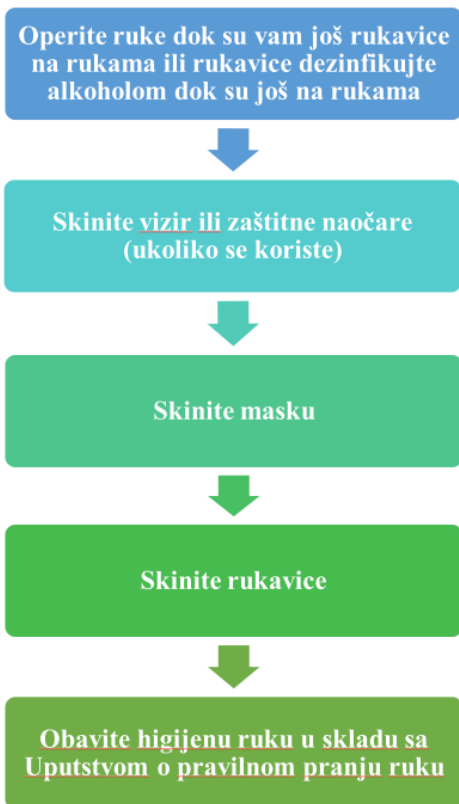 Operite ruke dok su vam još rukavice
na rukama ili rukavice dezinfikujte
alkoholom dok su još na rukama
Skinite vizir ili zaštitne naočare
(ukoliko se koriste)
Skinite masku
Skinite rukavice
Obavite higijenu ruku u skladu sa
Uputstvom o pravilnom pranju ruku